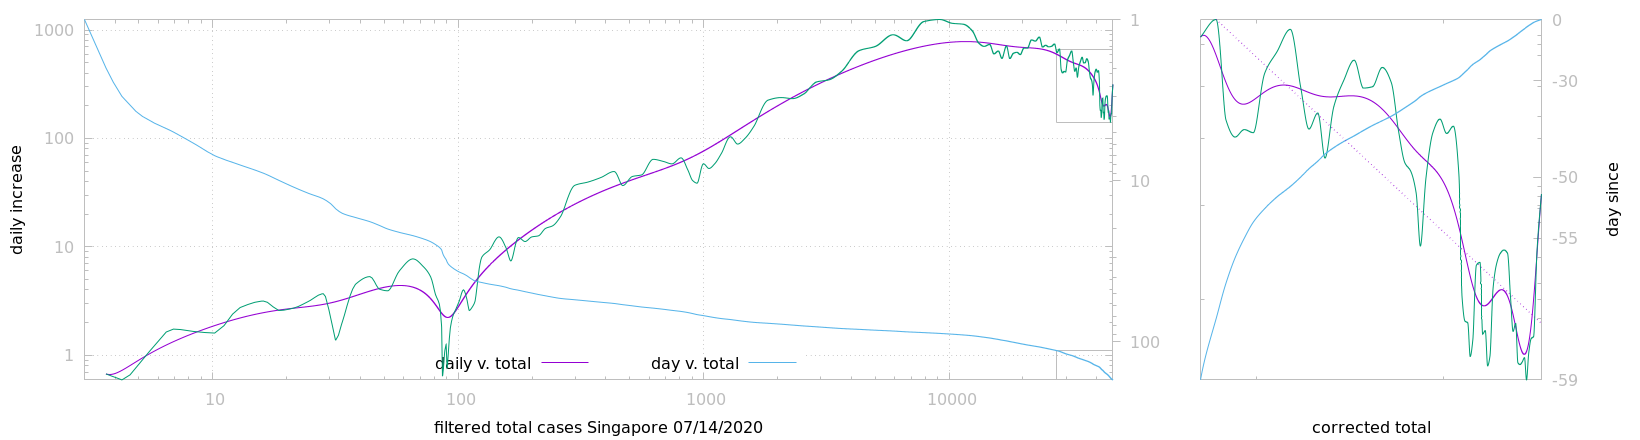 1000
100
10
1
daily increase
10
100
1000
10000
filtered total cases Singapore 07/14/2020
daily v. total
day v. total
1
10
100
0
-30
-50
-55
-59
day since
corrected total